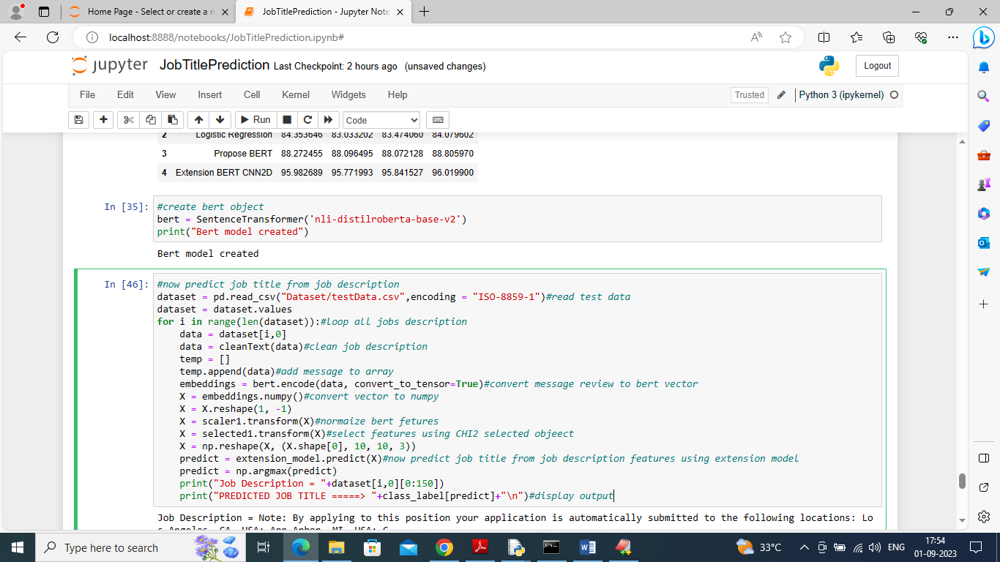 Home Page - Select or create a n
JobTitlePrediction - Jupyter Note
localhost:8888/notebooks/JobTitlePrediction.ipynb#
jupyter JobTitlePrediction Last Checkpoint: 2 hours ago (unsaved changes)
Logout
File Edit View Insert Cell Kernel Widgets Help
Trusted Python 3 (ipykernel)
Run Code
2 Logistic Regression 84.353646 83.033202 83.474060 84.079602
3 Propose BERT 88.272455 88.096495 88.072128 88.805970
4 Extension BERT CNN2D 95.982689 95.771993 95.841527 96.019900
In [35]: #create bert object
bert = SentenceTransformer('nli-distilroberta-base-v2')
print("Bert model created")
Bert model created
In [46]: #now predict job title from job description
dataset = pd.read_csv("Dataset/testData.csv",encoding = "ISO-8859-1")#read test data
dataset = dataset.values
for i in range(len(dataset)):#loop all jobs description
    data = dataset[i,0]
    data = cleanText(data)#clean job description
    temp = []
    temp.append(data)#add message to array
    embeddings = bert.encode(data, convert_to_tensor=True)#convert message review to bert vector
    X = embeddings.numpy()#convert vector to numpy
    X = X.reshape(1, -1)
    X = scaler1.transform(X)#normaize bert fetures
    X = selected1.transform(X)#select features using CHI2 selected objeect
    X = np.reshape(X, (X.shape[0], 10, 10, 3))
    predict = extension_model.predict(X)#now predict job title from job description features using extension model
    predict = np.argmax(predict)
    print("Job Description = "+dataset[i,0][0:150])
    print("PREDICTED JOB TITLE =====> "+class_label[predict]+"\n")#display output
Job Description = Note: By applying to this position your application is automatically submitted to the following locations: Lo
s Angeles, CA, USA; Ann Arbor, MI, USA; C
Type here to search
33°C
ENG
17:54
01-09-2023